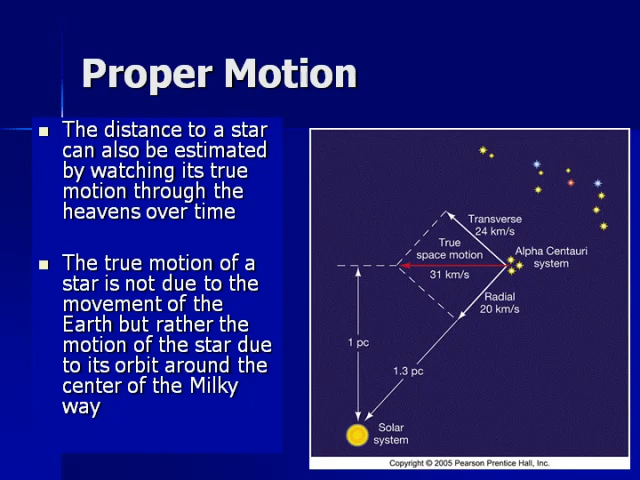 Proper Motion
The distance to a star
can also be estimated
by watching its true
motion through the
heavens over time
The true motion of a
star is not due to the
movement of the
Earth but rather the
motion of the star due
to its orbit around the
center of the Milky
way
Transverse
24 km/s
True
space motion
31 km/s
Alpha Centauri
system
Radial
20 km/s
1 pc
1.3 pc
Solar
system
Copyright © 2005 Pearson Prentice Hall, Inc.